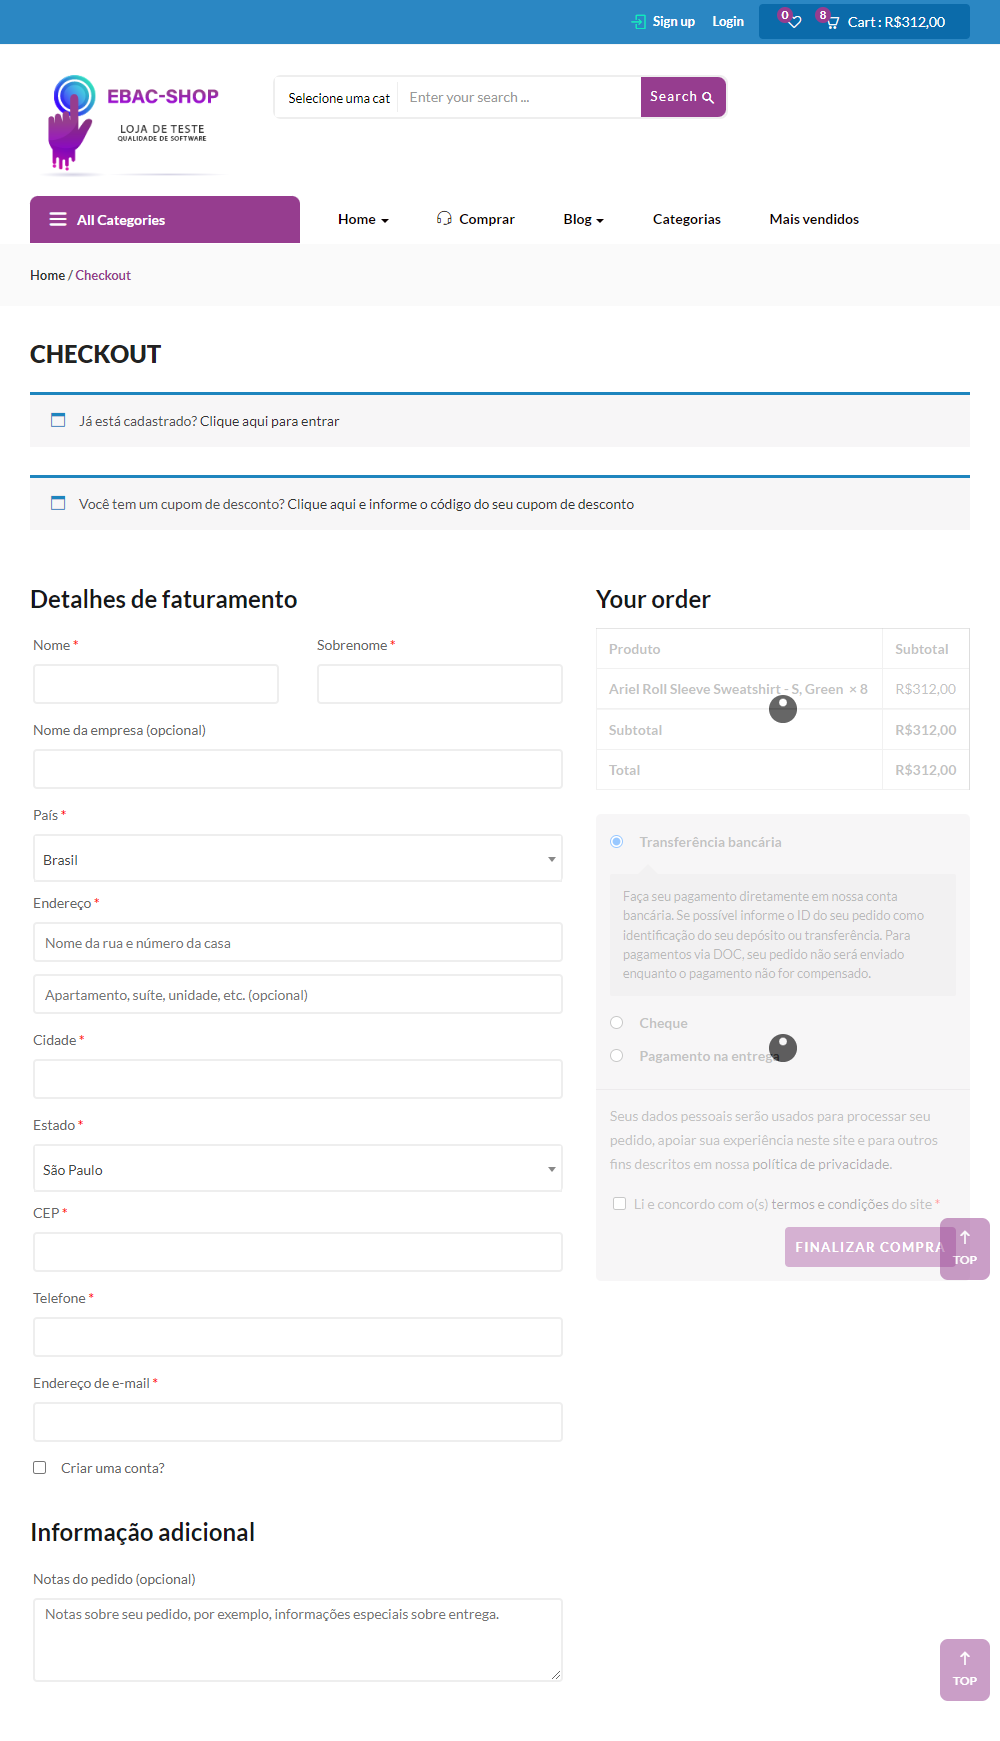 Sign up Login 0 8 Cart : R$312,00
EBAC-SHOP
LOJA DE TESTE
QUALIDADE DE SOFTWARE
Selecione uma cat Enter your search ... Search
All Categories Home Comprar Blog Categorias Mais vendidos
Home / Checkout
CHECKOUT
Já está cadastrado? Clique aqui para entrar
Você tem um cupom de desconto? Clique aqui e informe o código do seu cupom de desconto
Detalhes de faturamento
Nome * Sobrenome *
Nome da empresa (opcional)
País *
Brasil
Endereço *
Nome da rua e número da casa
Apartamento, suíte, unidade, etc. (opcional)
Cidade *
Estado *
São Paulo
CEP *
Telefone *
Endereço de e-mail *
Criar uma conta?
Informação adicional
Notas do pedido (opcional)
Notas sobre seu pedido, por exemplo, informações especiais sobre entrega.
Your order
Produto Subtotal
Ariel Roll Sleeve Sweatshirt - S, Green × 8 R$312,00
Subtotal R$312,00
Total R$312,00
Transferência bancária
Faça seu pagamento diretamente em nossa conta
bancária. Se possível informe o ID do seu pedido como
identificação do seu depósito ou transferência. Para
pagamentos via DOC, seu pedido não será enviado
enquanto o pagamento não for compensado.
Cheque
Pagamento na entrega
Seus dados pessoais serão usados para processar seu
pedido, apoiar sua experiência neste site e para outros
fins descritos em nossa política de privacidade.
Li e concordo com o(s) termos e condições do site *
FINALIZAR COMPRA
TOP
TOP